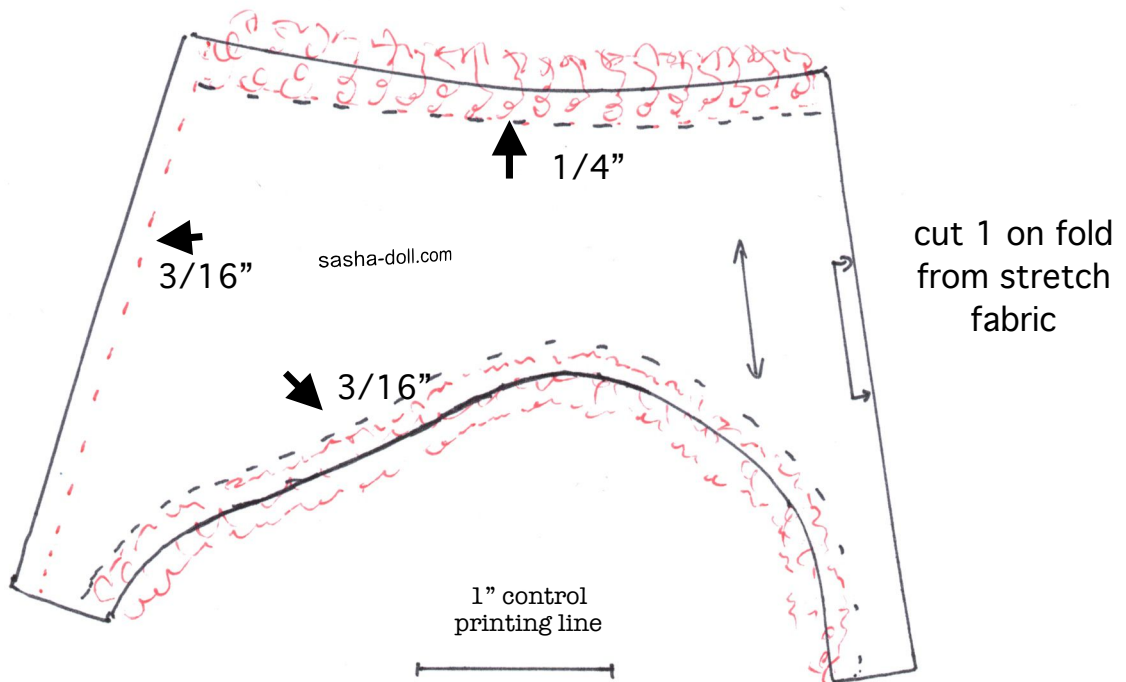 1/4”
3/16”
sasha-doll.com
cut 1 on fold
from stretch
fabric
3/16”
1” control
printing line